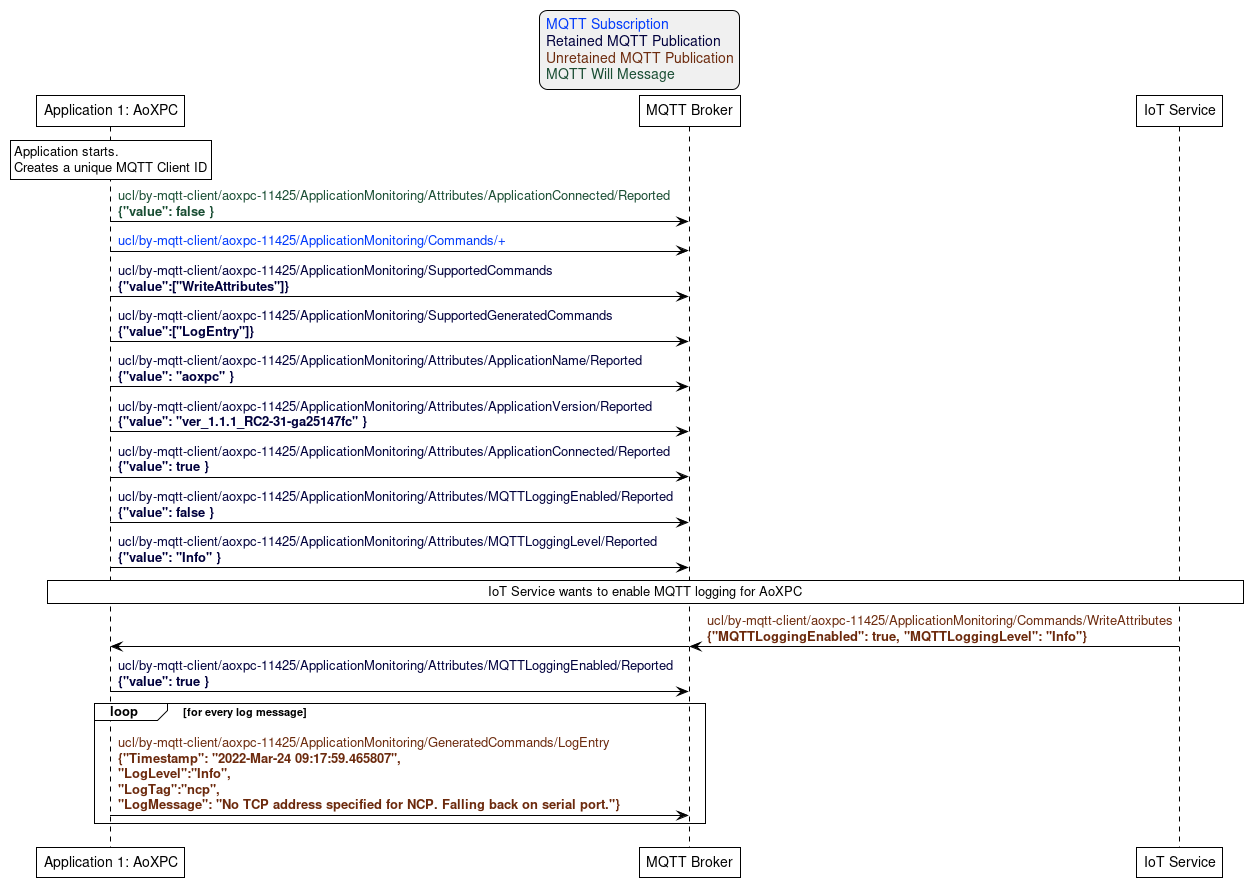 MQTT Subscription
Retained MQTT Publication
Unretained MQTT Publication
MQTT Will Message
Application 1: AoXPC
MQTT Broker
IoT Service
Application starts.
Creates a unique MQTT Client ID
ucl/by-mqtt-client/aoxpc-11425/ApplicationMonitoring/Attributes/ApplicationConnected/Reported
{"value": false }
ucl/by-mqtt-client/aoxpc-11425/ApplicationMonitoring/Commands/+
ucl/by-mqtt-client/aoxpc-11425/ApplicationMonitoring/SupportedCommands
{"value":["WriteAttributes"]}
ucl/by-mqtt-client/aoxpc-11425/ApplicationMonitoring/SupportedGeneratedCommands
{"value":["LogEntry"]}
ucl/by-mqtt-client/aoxpc-11425/ApplicationMonitoring/Attributes/ApplicationName/Reported
{"value": "aoxpc" }
ucl/by-mqtt-client/aoxpc-11425/ApplicationMonitoring/Attributes/ApplicationVersion/Reported
{"value": "ver_1.1.1_RC2-31-ga25147fc" }
ucl/by-mqtt-client/aoxpc-11425/ApplicationMonitoring/Attributes/ApplicationConnected/Reported
{"value": true }
ucl/by-mqtt-client/aoxpc-11425/ApplicationMonitoring/Attributes/MQTTLoggingEnabled/Reported
{"value": false }
ucl/by-mqtt-client/aoxpc-11425/ApplicationMonitoring/Attributes/MQTTLoggingLevel/Reported
{"value": "Info" }
IoT Service wants to enable MQTT logging for AoXPC
ucl/by-mqtt-client/aoxpc-11425/ApplicationMonitoring/Commands/WriteAttributes
{"MQTTLoggingEnabled": true, "MQTTLoggingLevel": "Info"}
ucl/by-mqtt-client/aoxpc-11425/ApplicationMonitoring/Attributes/MQTTLoggingEnabled/Reported
{"value": true }
loop [for every log message]
ucl/by-mqtt-client/aoxpc-11425/ApplicationMonitoring/GeneratedCommands/LogEntry
{"Timestamp": "2022-Mar-24 09:17:59.465807",
"LogLevel":"Info",
"LogTag":"ncp",
"LogMessage": "No TCP address specified for NCP. Falling back on serial port."}
Application 1: AoXPC
MQTT Broker
IoT Service